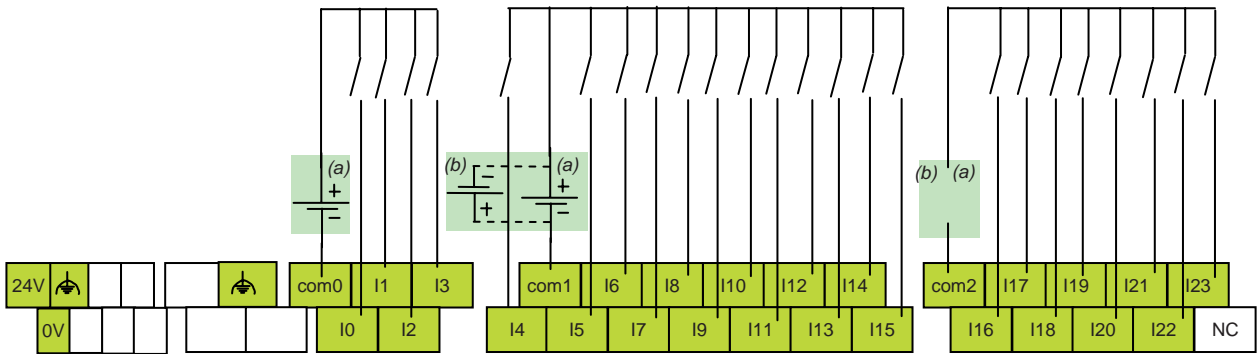 (a)
+
−
(b) − (a)
+
+
−
(b) (a)
24V com0 I1 I3 com1 I6 I8 I10 I12 I14 com2 I17 I19 I21 I23
0V I0 I2 I4 I5 I7 I9 I11 I13 I15 I16 I18 I20 I22 NC